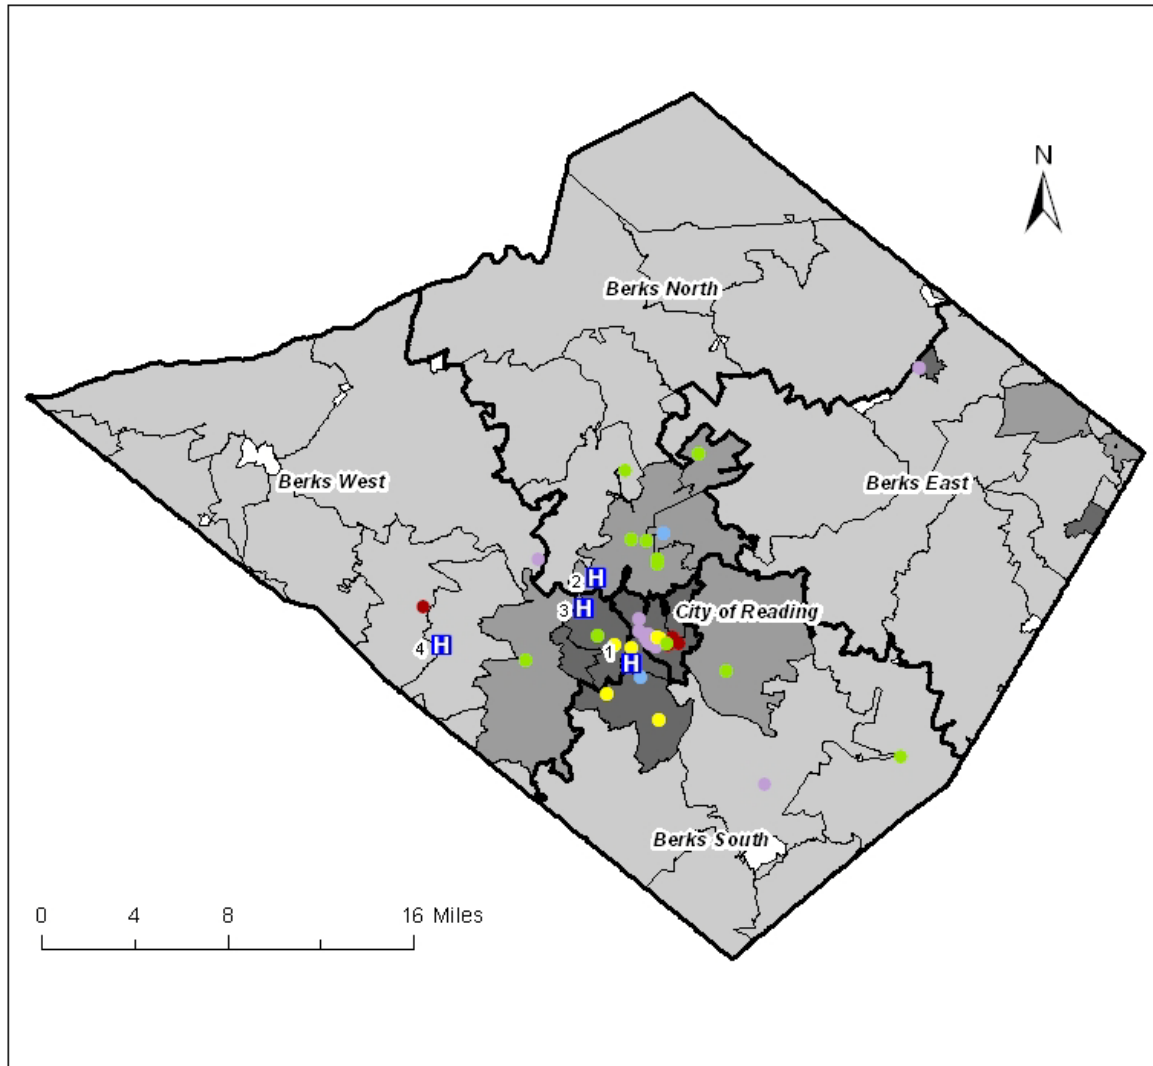 N
Berks North
Berks West
Berks East
2 H
3 H
City of Reading
4 H
1
H
Berks South
0 4 8 16 Miles